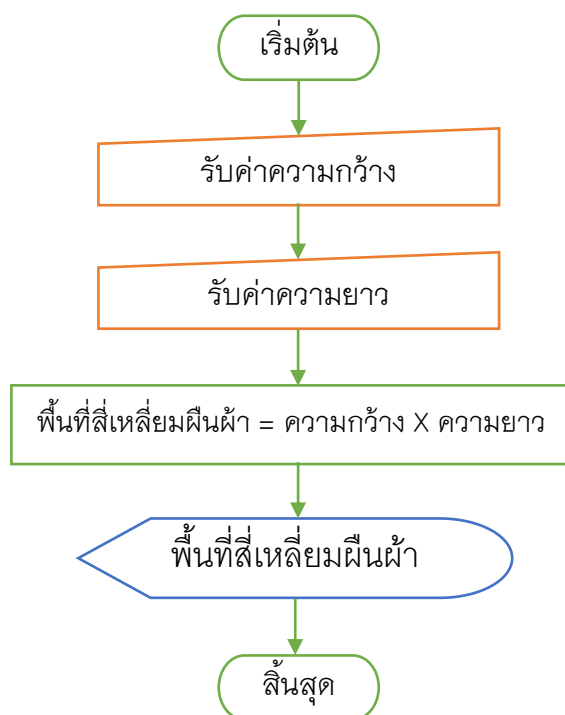 เริ่มต้น
รับค่าความกว้าง
รับค่าความยาว
พื้นที่สี่เหลี่ยมผืนผ้า = ความกว้าง X ความยาว
พื้นที่สี่เหลี่ยมผืนผ้า
สิ้นสุด